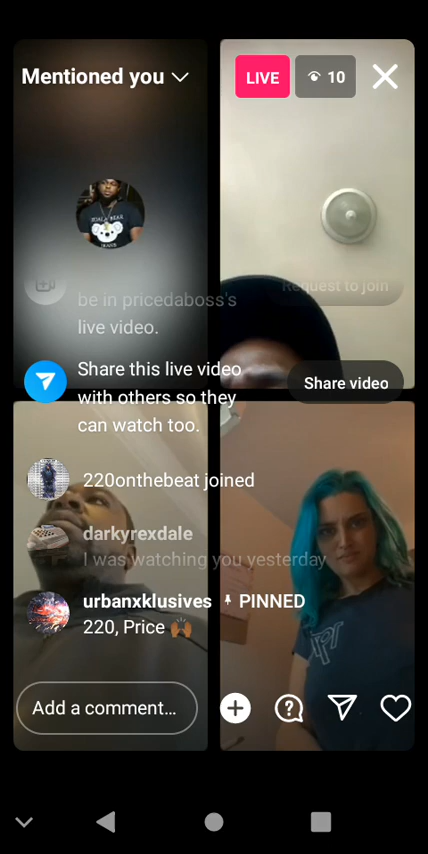 Mentioned you
LIVE
10
be in pricedaboss's
Request to join
live video.
Share this live video
with others so they
can watch too.
Share video
220onthebeat joined
darkyrexdale
I was watching you yesterday
urbanxklusives PINNED
220, Price 🙌🏾
Add a comment...